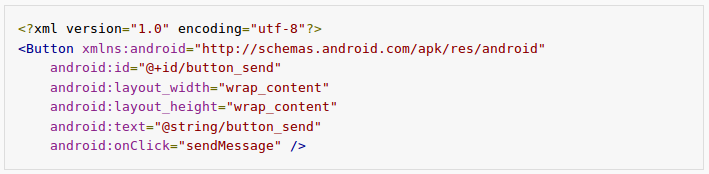 <?xml version="1.0" encoding="utf-8"?>
<Button xmlns:android="http://schemas.android.com/apk/res/android"
    android:id="@+id/button_send"
    android:layout_width="wrap_content"
    android:layout_height="wrap_content"
    android:text="@string/button_send"
    android:onClick="sendMessage" />